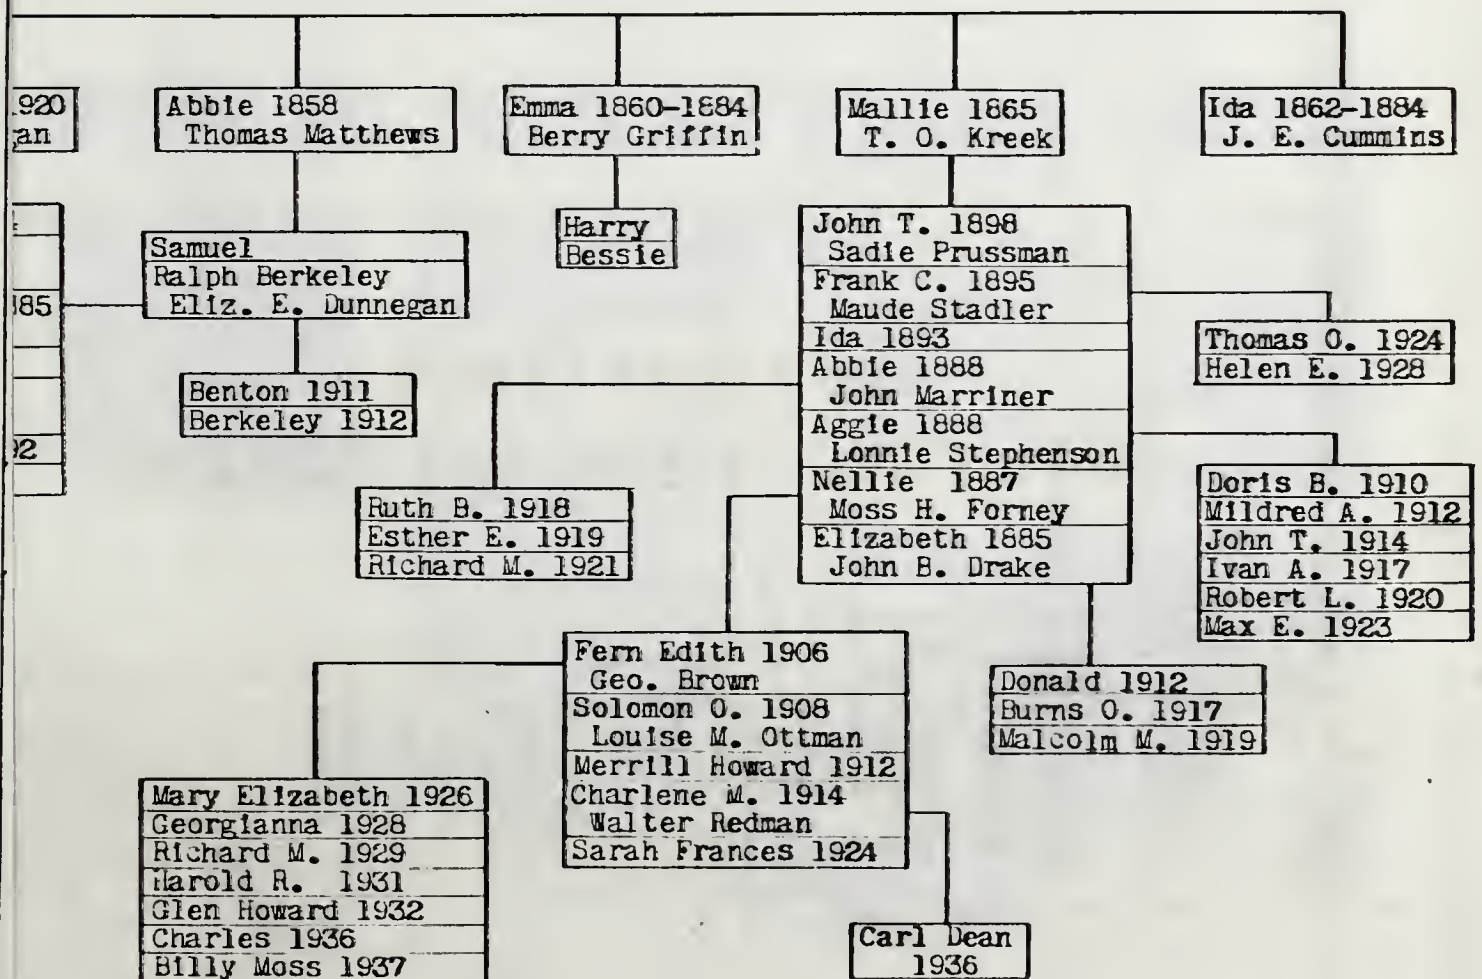 Abbie 1858
Thomas Matthews
Emma 1860-1884
Berry Griffin
Mallie 1865
T. O. Kreek
Ida 1862-1884
J. E. Cummins
Samuel
Ralph Berkeley
Eliz. E. Dunnegan
Harry
Bessie
John T. 1898
Sadie Prussman
Frank C. 1895
Maude Stadler
Ida 1893
Abbie 1888
John Marriner
Aggie 1888
Lonnie Stephenson
Nellie 1887
Moss H. Forney
Elizabeth 1885
John B. Drake
Thomas O. 1924
Helen E. 1928
Benton 1911
Berkeley 1912
Ruth B. 1918
Esther E. 1919
Richard M. 1921
Doris B. 1910
Mildred A. 1912
John T. 1914
Ivan A. 1917
Robert L. 1920
Max E. 1923
Fern Edith 1906
Geo. Brown
Solomon O. 1908
Louise M. Ottman
Merrill Howard 1912
Charlene M. 1914
Walter Redman
Sarah Frances 1924
Donald 1912
Burns O. 1917
Malcolm M. 1919
Mary Elizabeth 1926
Georgianna 1928
Richard M. 1929
Harold R. 1931
Glen Howard 1932
Charles 1936
Billy Moss 1937
Carl Dean
1936